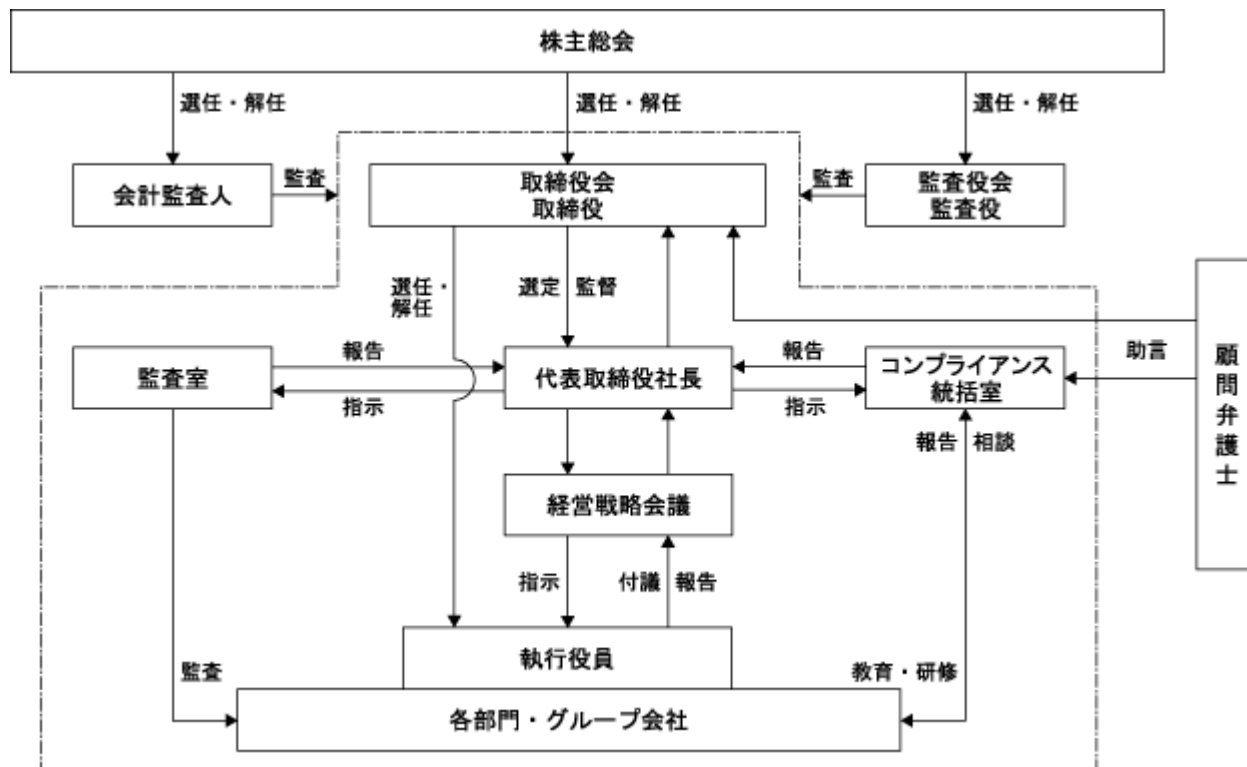 株主総会
選任・解任
選任・解任
選任・解任
会計監査人
監査
取締役会
取締役
監査
監査役会
監査役
選任・
解任
選定
監督
監査室
報告
指示
代表取締役社長
報告
指示
コンプライアンス
統括室
助言
顧問弁護士
報告
相談
経営戦略会議
指示
付議
報告
執行役員
監査
教育・研修
各部門・グループ会社